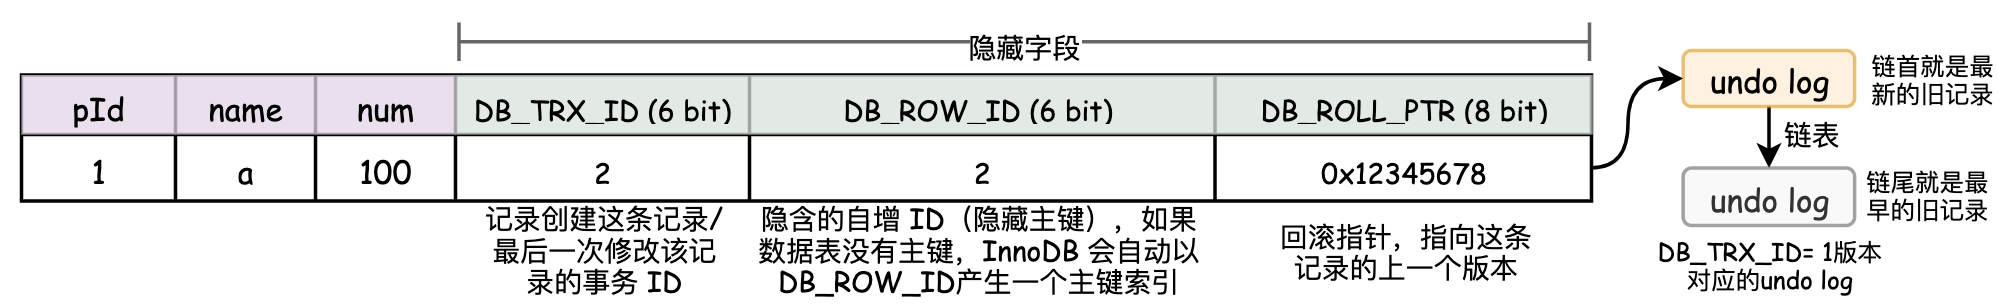 隐藏字段
pId name num DB_TRX_ID (6 bit) DB_ROW_ID (6 bit) DB_ROLL_PTR (8 bit)
1 a 100 2 2 0x12345678
记录创建这条记录/
最后一次修改该记
录的事务 ID
隐含的自增 ID（隐藏主键），如果
数据表没有主键，InnoDB 会自动以
DB_ROW_ID产生一个主键索引
回滚指针，指向这条
记录的上一个版本
undo log
链首就是最
新的旧记录
链表
undo log
链尾就是最
早的旧记录
DB_TRX_ID= 1版本
对应的undo log